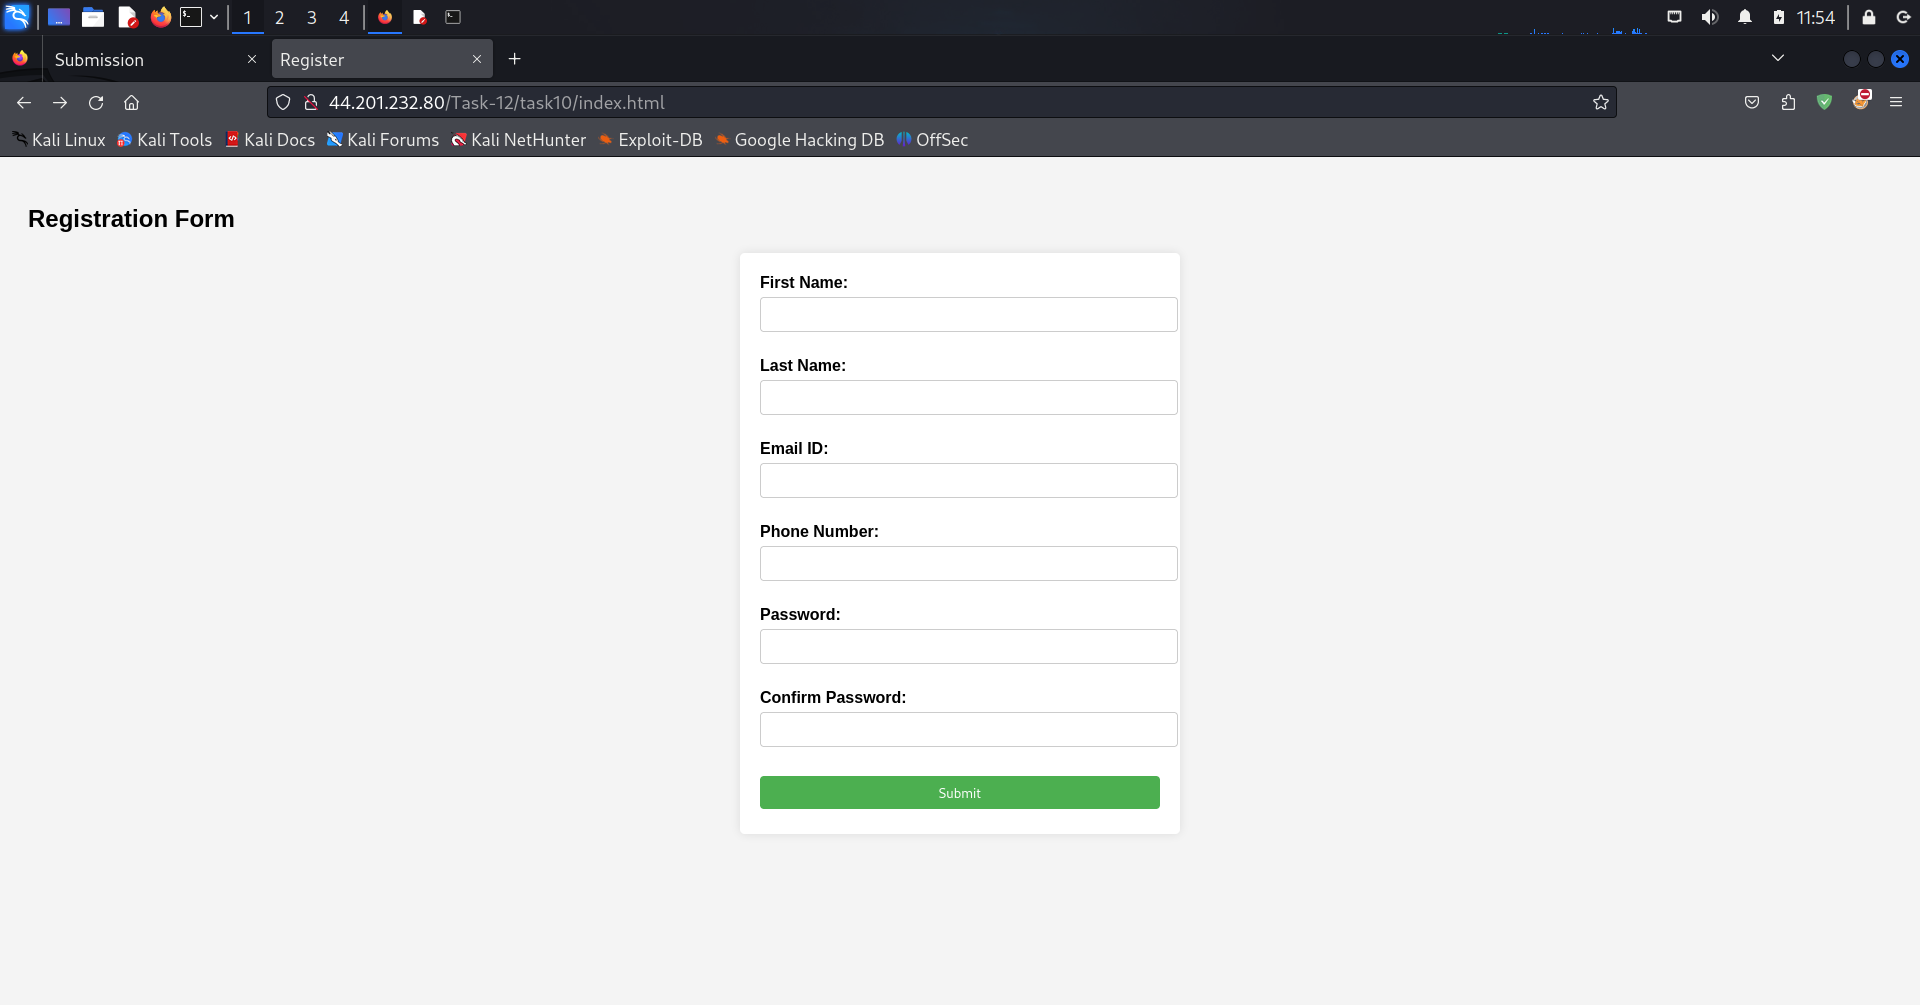 1 2 3 4 11:54
Submission Register
44.201.232.80/Task-12/task10/index.html
Kali Linux Kali Tools Kali Docs Kali Forums Kali NetHunter Exploit-DB Google Hacking DB OffSec
Registration Form
First Name:
Last Name:
Email ID:
Phone Number:
Password:
Confirm Password:
Submit